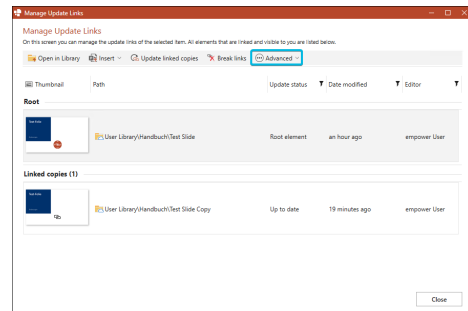 Manage Update Links
Manage Update Links
On this screen you can manage the update links of the selected item. All elements that are linked and visible to you are listed below.
Open in Library Insert Update linked copies Break links Advanced
Thumbnail Path Update status Date modified Editor
Root
User Library\Handbuch\Test Slide Root element an hour ago empower User
Linked copies (1)
User Library\Handbuch\Test Slide Copy Up to date 19 minutes ago empower User
Close